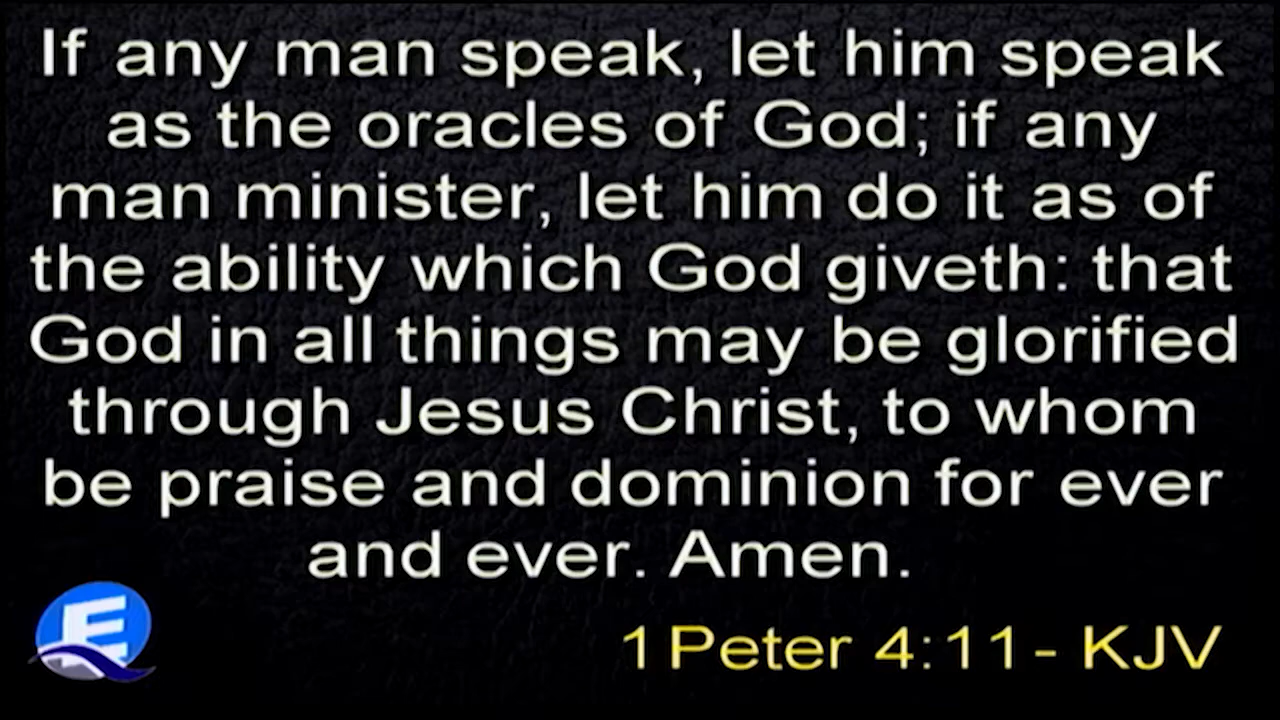 If any man speak, let him speak
as the oracles of God; if any
man minister, let him do it as of
the ability which God giveth: that
God in all things may be glorified
through Jesus Christ, to whom
be praise and dominion for ever
and ever. Amen.
E
1 Peter 4:11 - KJV